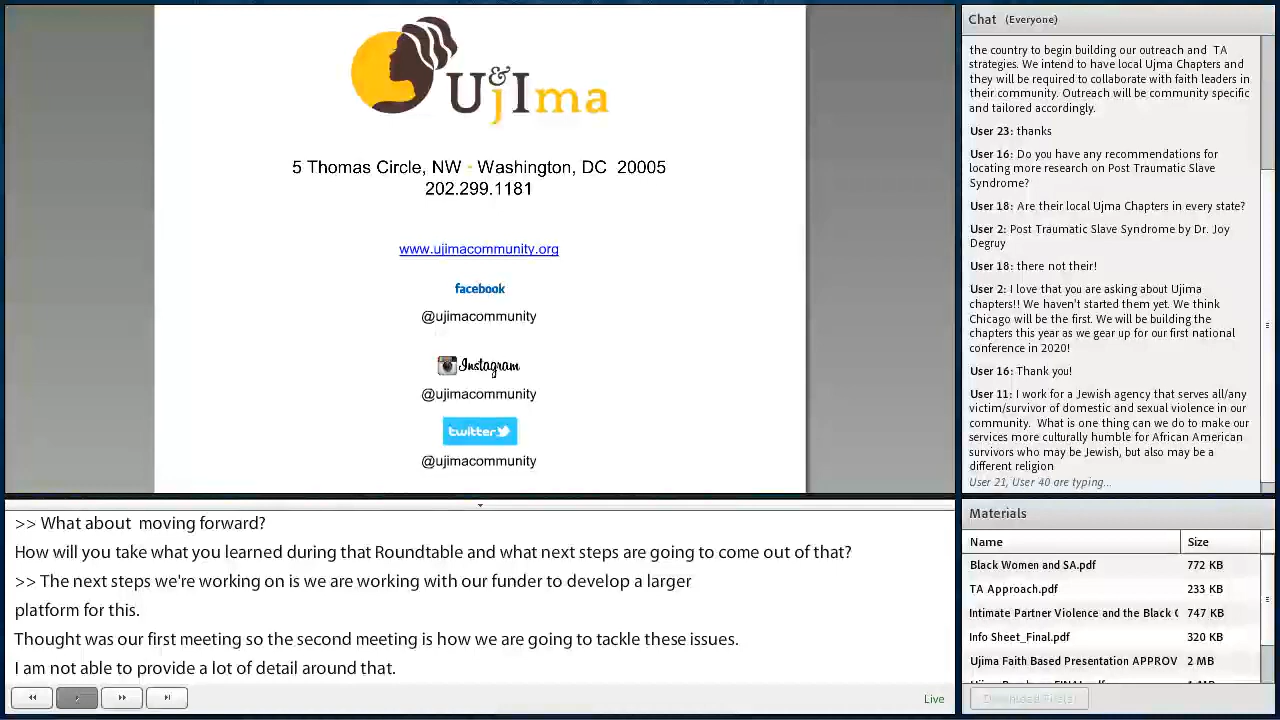 U&jIma
5 Thomas Circle, NW - Washington, DC 20005
202.299.1181
www.ujimacommunity.org
facebook
@ujimacommunity
Instagram
@ujimacommunity
twitter
@ujimacommunity
>> What about moving forward?
How will you take what you learned during that Roundtable and what next steps are going to come out of that?
>> The next steps we're working on is we are working with our funder to develop a larger
platform for this.
Thought was our first meeting so the second meeting is how we are going to tackle these issues.
I am not able to provide a lot of detail around that.
Live
Chat (Everyone)
the country to begin building our outreach and TA
strategies. We intend to have local Ujma Chapters and
they will be required to collaborate with faith leaders in
their community. Outreach will be community specific
and tailored accordingly.
User 23: thanks
User 16: Do you have any recommendations for
locating more research on Post Traumatic Slave
Syndrome?
User 18: Are their local Ujma Chapters in every state?
User 2: Post Traumatic Slave Syndrome by Dr. Joy
Degruy
User 18: there not their!
User 2: I love that you are asking about Ujima
chapters!! We haven't started them yet. We think
Chicago will be the first. We will be building the
chapters this year as we gear up for our first national
conference in 2020!
User 16: Thank you!
User 11: I work for a Jewish agency that serves all/any
victim/survivor of domestic and sexual violence in our
community. What is one thing can we do to make our
services more culturally humble for African American
survivors who may be Jewish, but also may be a
different religion
User 21, User 40 are typing...
Materials
Name Size
Black Women and SA.pdf 772 KB
TA Approach.pdf 233 KB
Intimate Partner Violence and the Black C 747 KB
Info Sheet_Final.pdf 320 KB
Ujima Faith Based Presentation APPROV 2 MB
Download File(s)